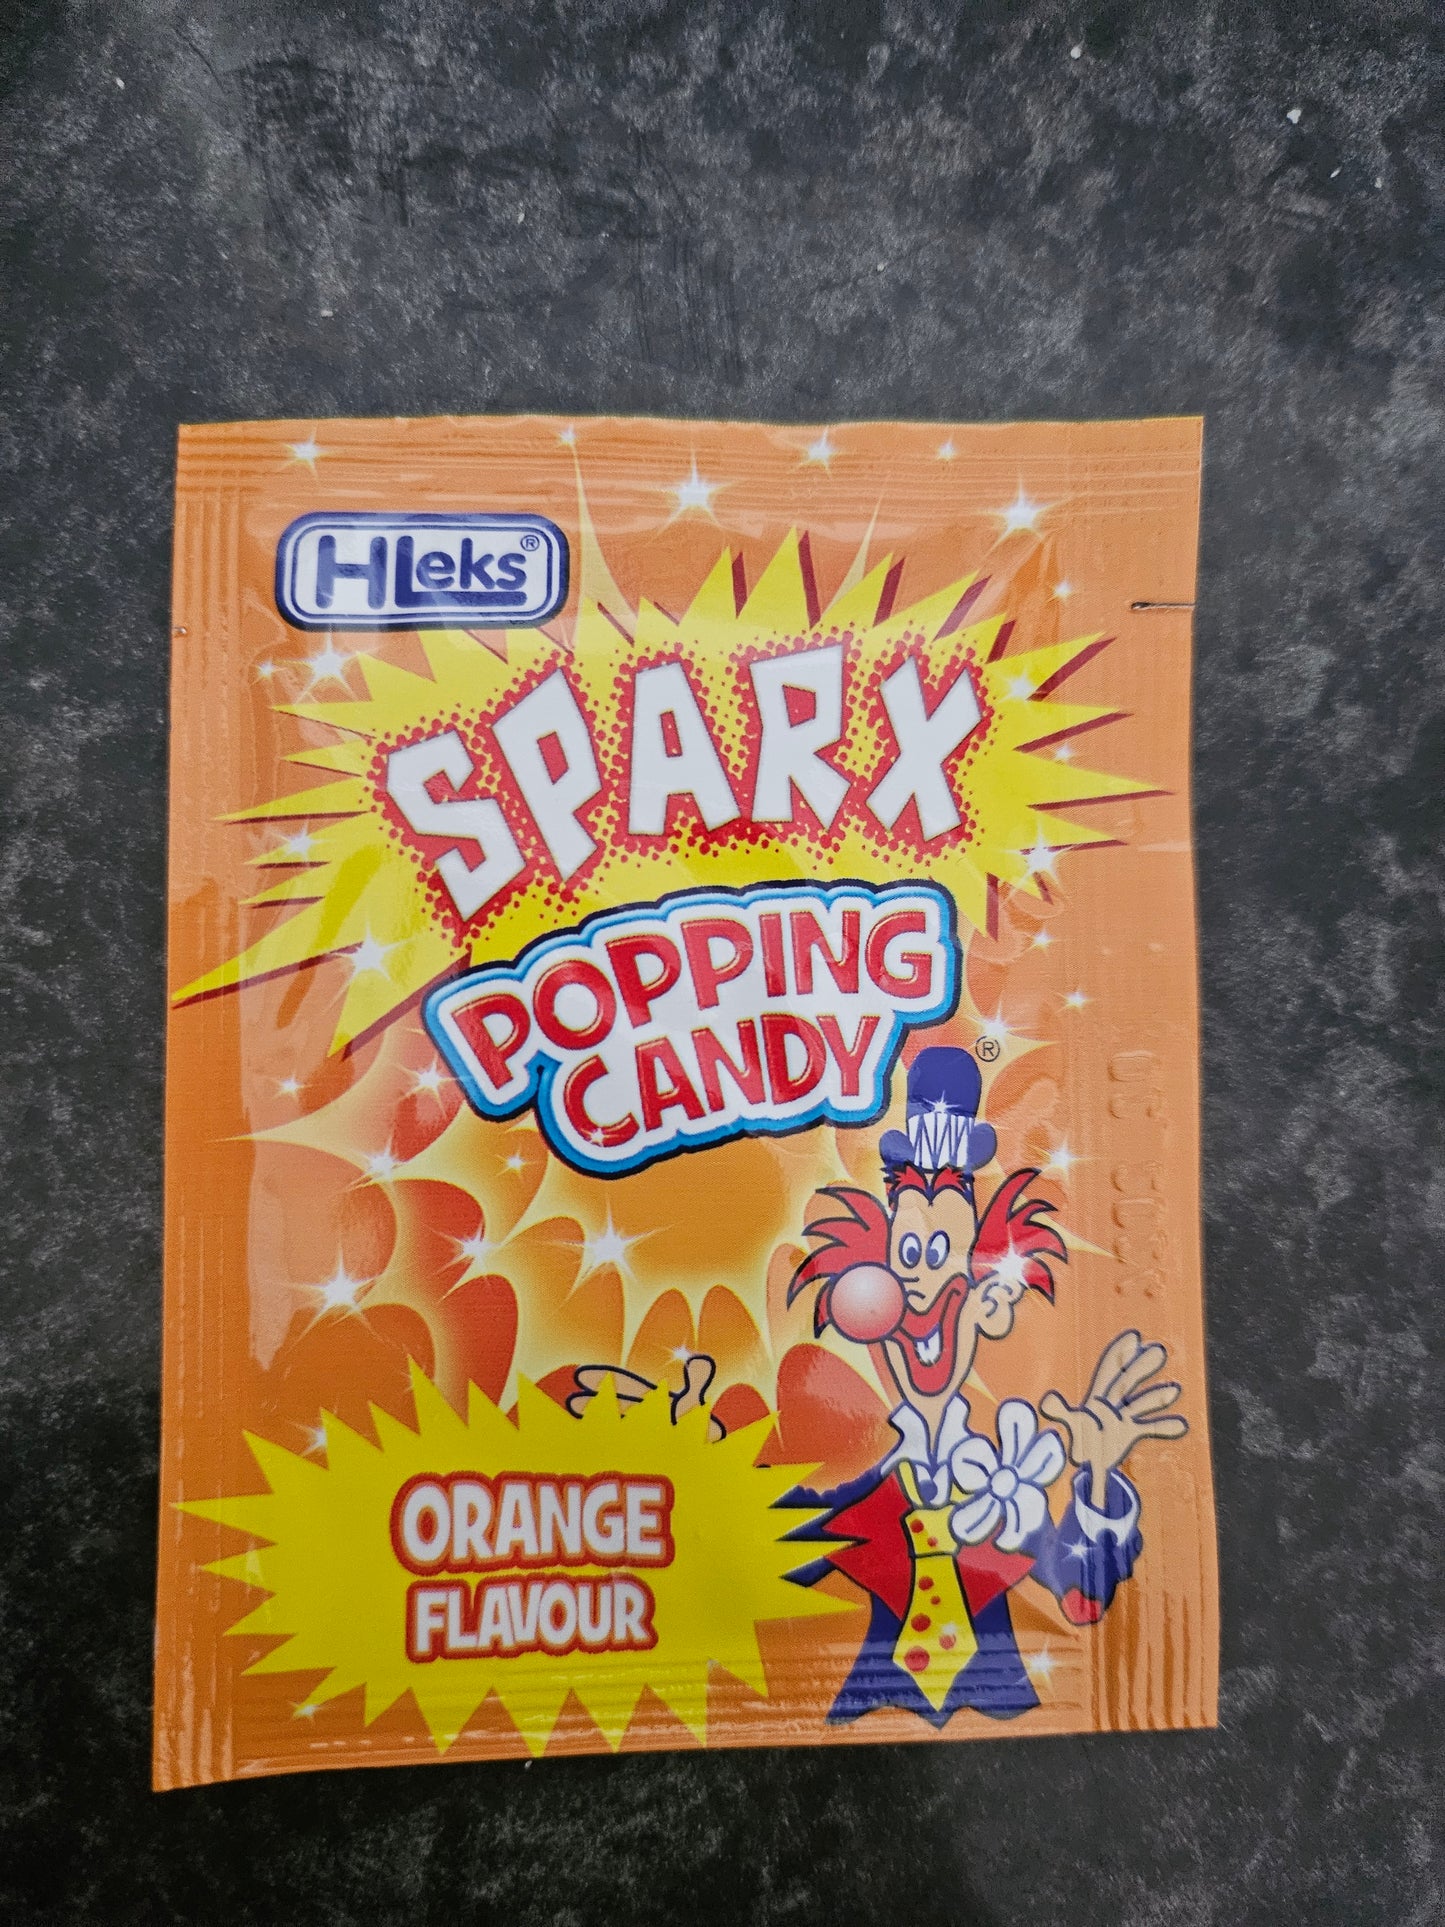 HLeks®
SPARX
POPPING
CANDY
®
ORANGE
FLAVOUR